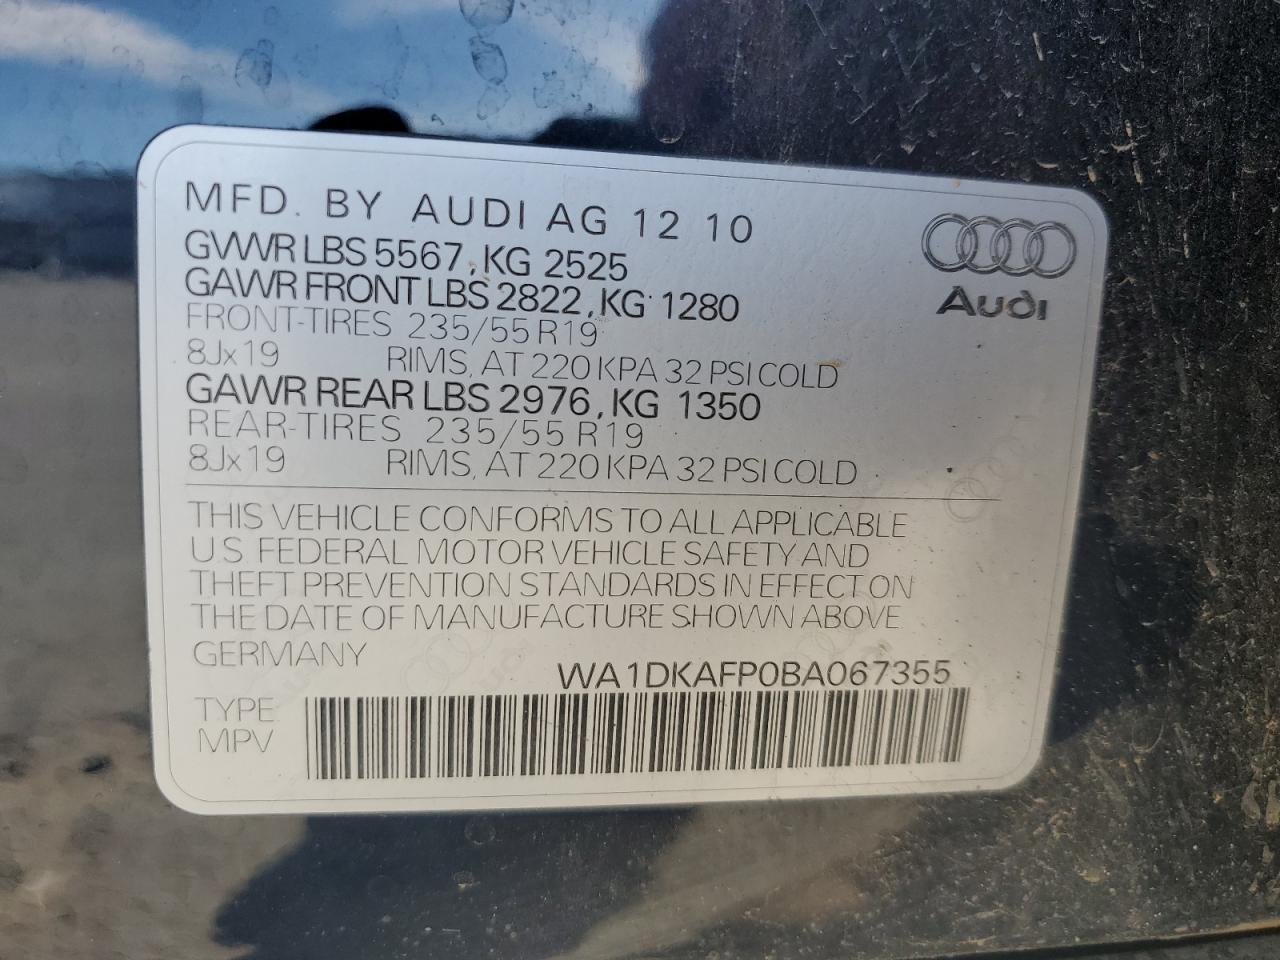 MFD. BY AUDI AG 12 10
GVWR LBS 5567, KG 2525
GAWR FRONT LBS 2822, KG 1280
FRONT-TIRES 235/55 R19
8Jx19 RIMS, AT 220 KPA 32 PSI COLD
GAWR REAR LBS 2976, KG 1350
REAR-TIRES 235/55 R19
8Jx19 RIMS, AT 220 KPA 32 PSI COLD
Audi
THIS VEHICLE CONFORMS TO ALL APPLICABLE
U.S. FEDERAL MOTOR VEHICLE SAFETY AND
THEFT PREVENTION STANDARDS IN EFFECT ON
THE DATE OF MANUFACTURE SHOWN ABOVE
GERMANY
WA1DKAFP0BA067355
TYPE
MPV